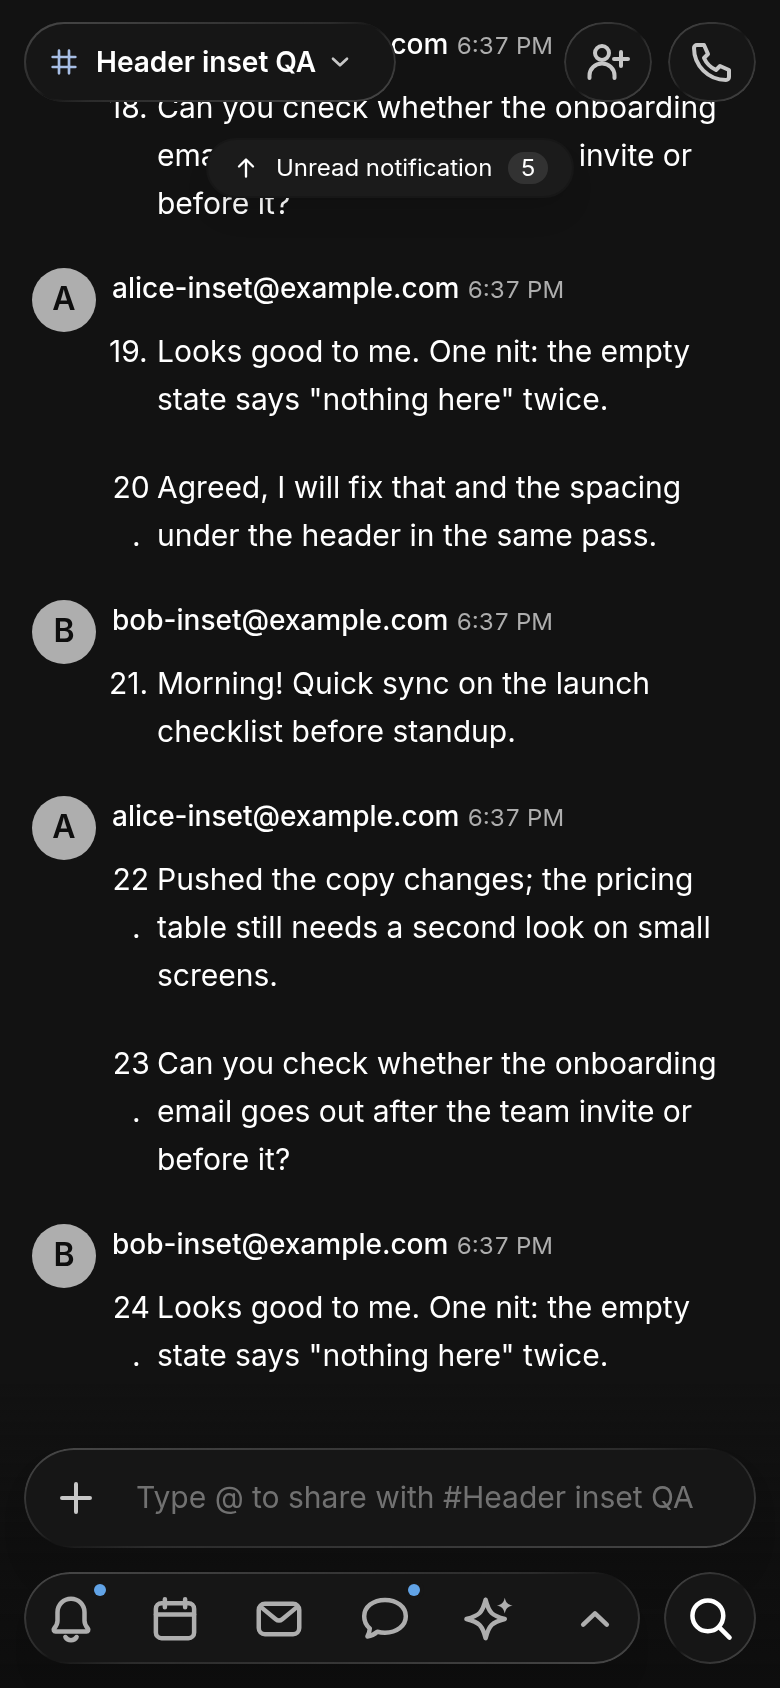 Header inset QA
com 6:37 PM
18. Can you check whether the onboarding
Unread notification 5
invite or
before it?
A
alice-inset@example.com 6:37 PM
19. Looks good to me. One nit: the empty
state says "nothing here" twice.
20 Agreed, I will fix that and the spacing
. under the header in the same pass.
B
bob-inset@example.com 6:37 PM
21. Morning! Quick sync on the launch
checklist before standup.
A
alice-inset@example.com 6:37 PM
22 Pushed the copy changes; the pricing
. table still needs a second look on small
screens.
23 Can you check whether the onboarding
. email goes out after the team invite or
before it?
B
bob-inset@example.com 6:37 PM
24 Looks good to me. One nit: the empty
. state says "nothing here" twice.
Type @ to share with #Header inset QA